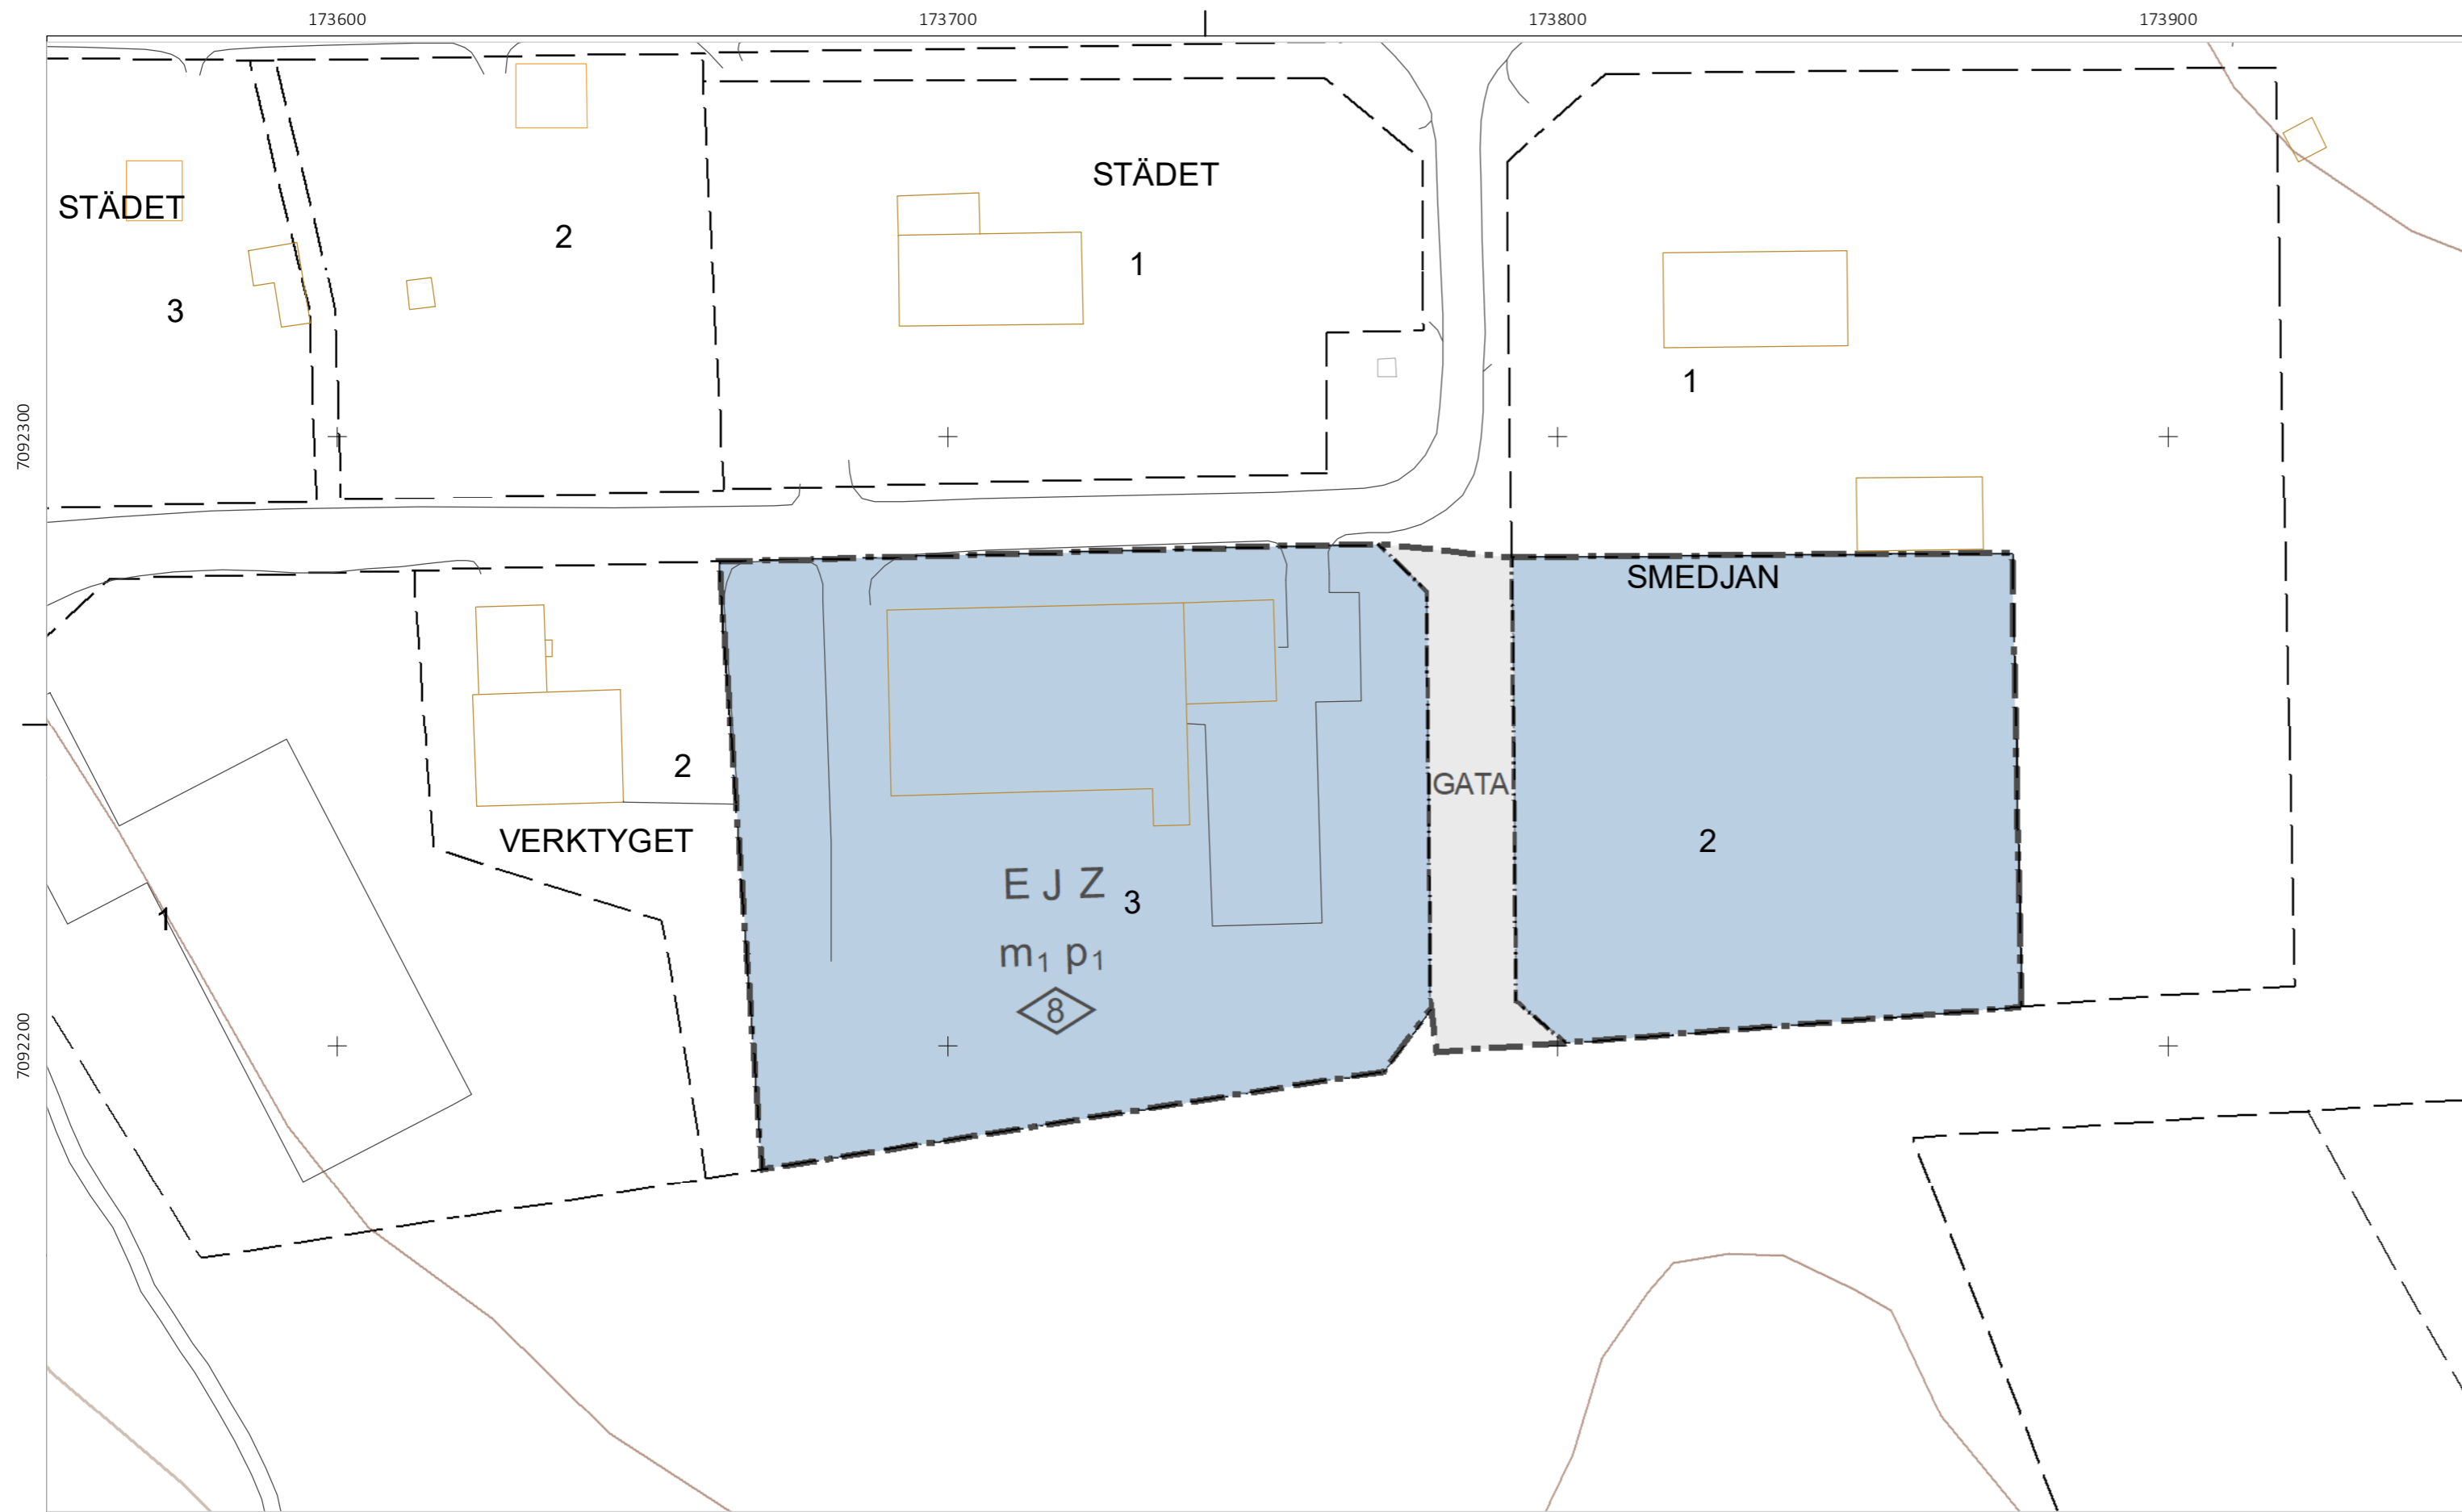 173600 173700 173800 173900
STÄDET
STÄDET
2
1
3
1
7092300
SMEDJAN
2
GATA
VERKTYGET
2
E J Z 3
1
m₁ p₁
8
7092200